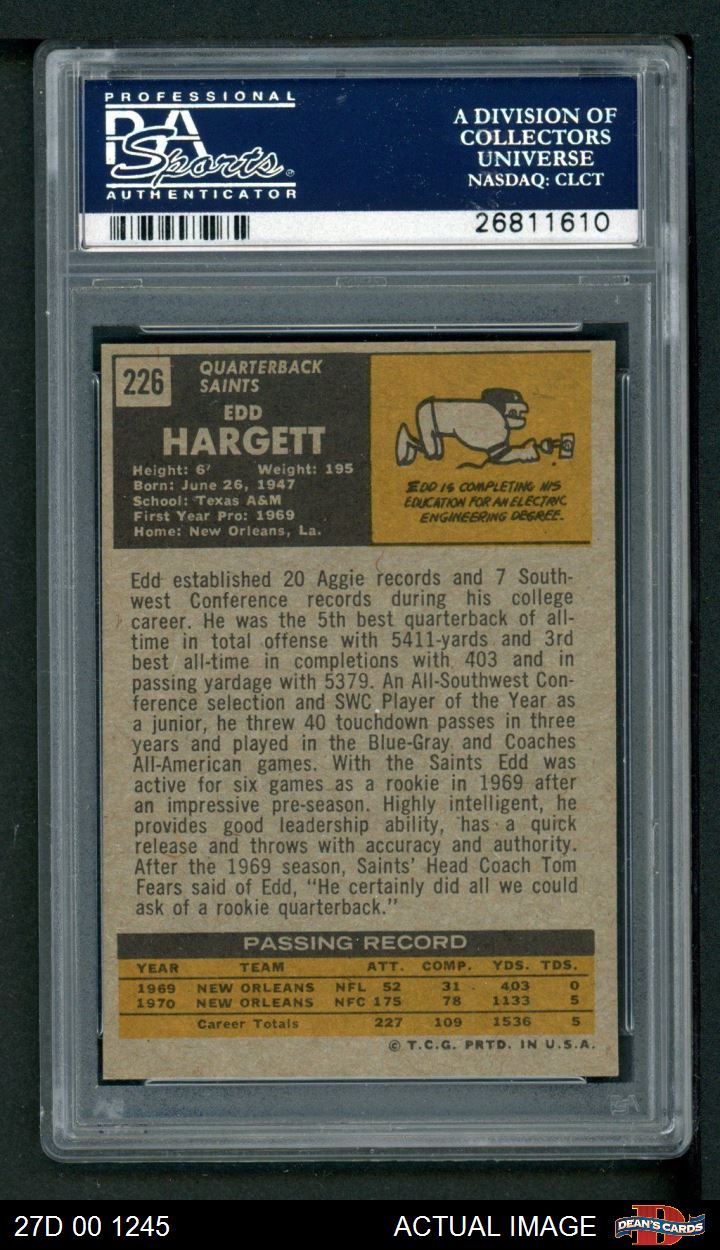 PROFESSIONAL
PSA
Sports®
AUTHENTICATOR
A DIVISION OF
COLLECTORS
UNIVERSE
NASDAQ: CLCT
26811610
226
QUARTERBACK
SAINTS
EDD
HARGETT
Height: 6' Weight: 195
Born: June 26, 1947
School: Texas A&M
First Year Pro: 1969
Home: New Orleans, La.
EDD IS COMPLETING HIS
EDUCATION FOR AN ELECTRIC
ENGINEERING DEGREE.
Edd established 20 Aggie records and 7 South-
west Conference records during his college
career. He was the 5th best quarterback of all-
time in total offense with 5411-yards and 3rd
best all-time in completions with 403 and in
passing yardage with 5379. An All-Southwest Con-
ference selection and SWC Player of the Year as
a junior, he threw 40 touchdown passes in three
years and played in the Blue-Gray and Coaches
All-American games. With the Saints Edd was
active for six games as a rookie in 1969 after
an impressive pre-season. Highly intelligent, he
provides good leadership ability, has a quick
release and throws with accuracy and authority.
After the 1969 season, Saints' Head Coach Tom
Fears said of Edd, "He certainly did all we could
ask of a rookie quarterback."
PASSING RECORD
YEAR TEAM ATT. COMP. YDS. TDS.
1969 NEW ORLEANS NFL 52 31 403 0
1970 NEW ORLEANS NFC 175 78 1133 5
Career Totals 227 109 1536 5
© T.C.G. PRTD. IN U.S.A.
27D 00 1245
ACTUAL IMAGE
DEAN'S CARDS